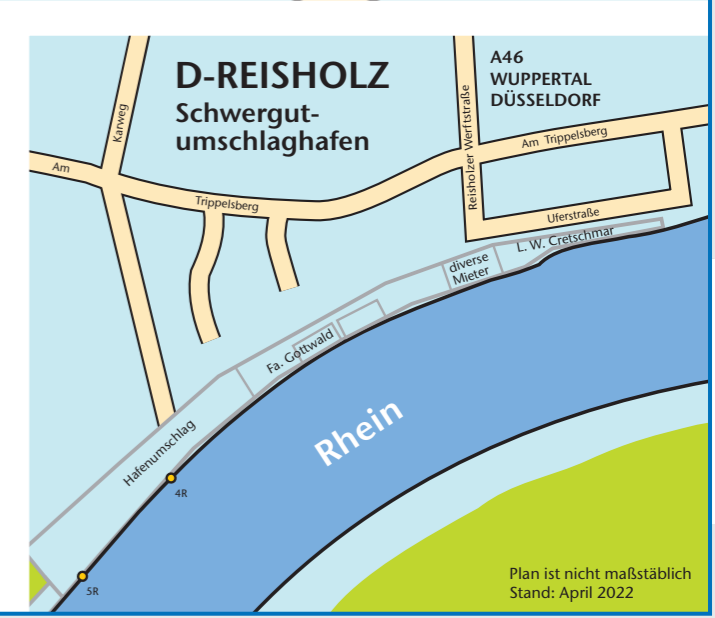 D-REISHOLZ
Schwergut-
umschlaghafen
A46
WUPPERTAL
DÜSSELDORF
Karweg
Reisholzer Werftstraße
Am Trippelsberg
Am
Trippelsberg
Uferstraße
L. W. Cretschmar
diverse
Mieter
Fa. Gottwald
Hafenumschlag
Rhein
4R
5R
Plan ist nicht maßstäblich
Stand: April 2022